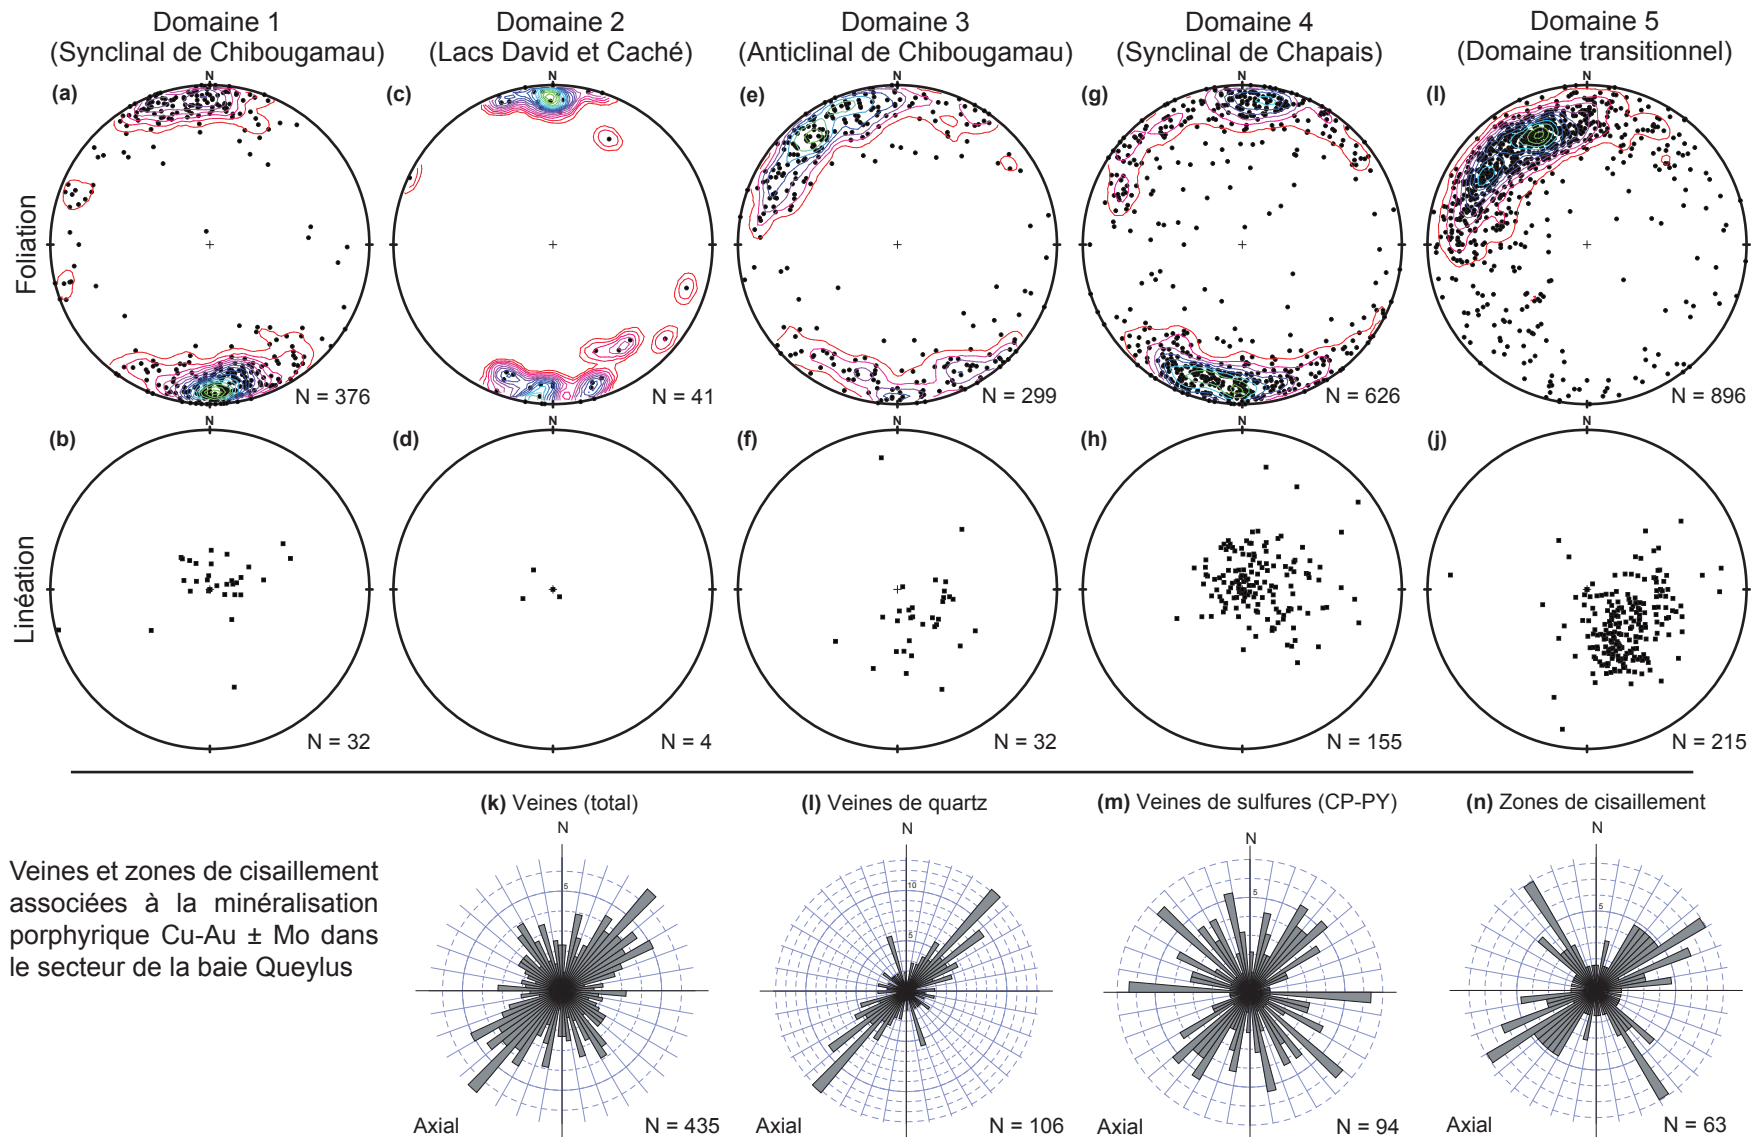 Domaine 1
(Synclinal de Chibougamau)
Domaine 2
(Lacs David et Caché)
Domaine 3
(Anticlinal de Chibougamau)
Domaine 4
(Synclinal de Chapais)
Domaine 5
(Domaine transitionnel)
Foliation
(a)
N
N = 376
(c)
N
N = 41
(e)
N
N = 299
(g)
N
N = 626
(I)
N
N = 896
Linéation
(b)
N
N = 32
(d)
N
N = 4
(f)
N
N = 32
(h)
N
N = 155
(j)
N
N = 215
Veines et zones de cisaillement
associées à la minéralisation
porphyrique Cu-Au ± Mo dans
le secteur de la baie Queylus
(k) Veines (total)
N
5
Axial
N = 435
(l) Veines de quartz
N
10
5
Axial
N = 106
(m) Veines de sulfures (CP-PY)
N
5
Axial
N = 94
(n) Zones de cisaillement
N
5
Axial
N = 63